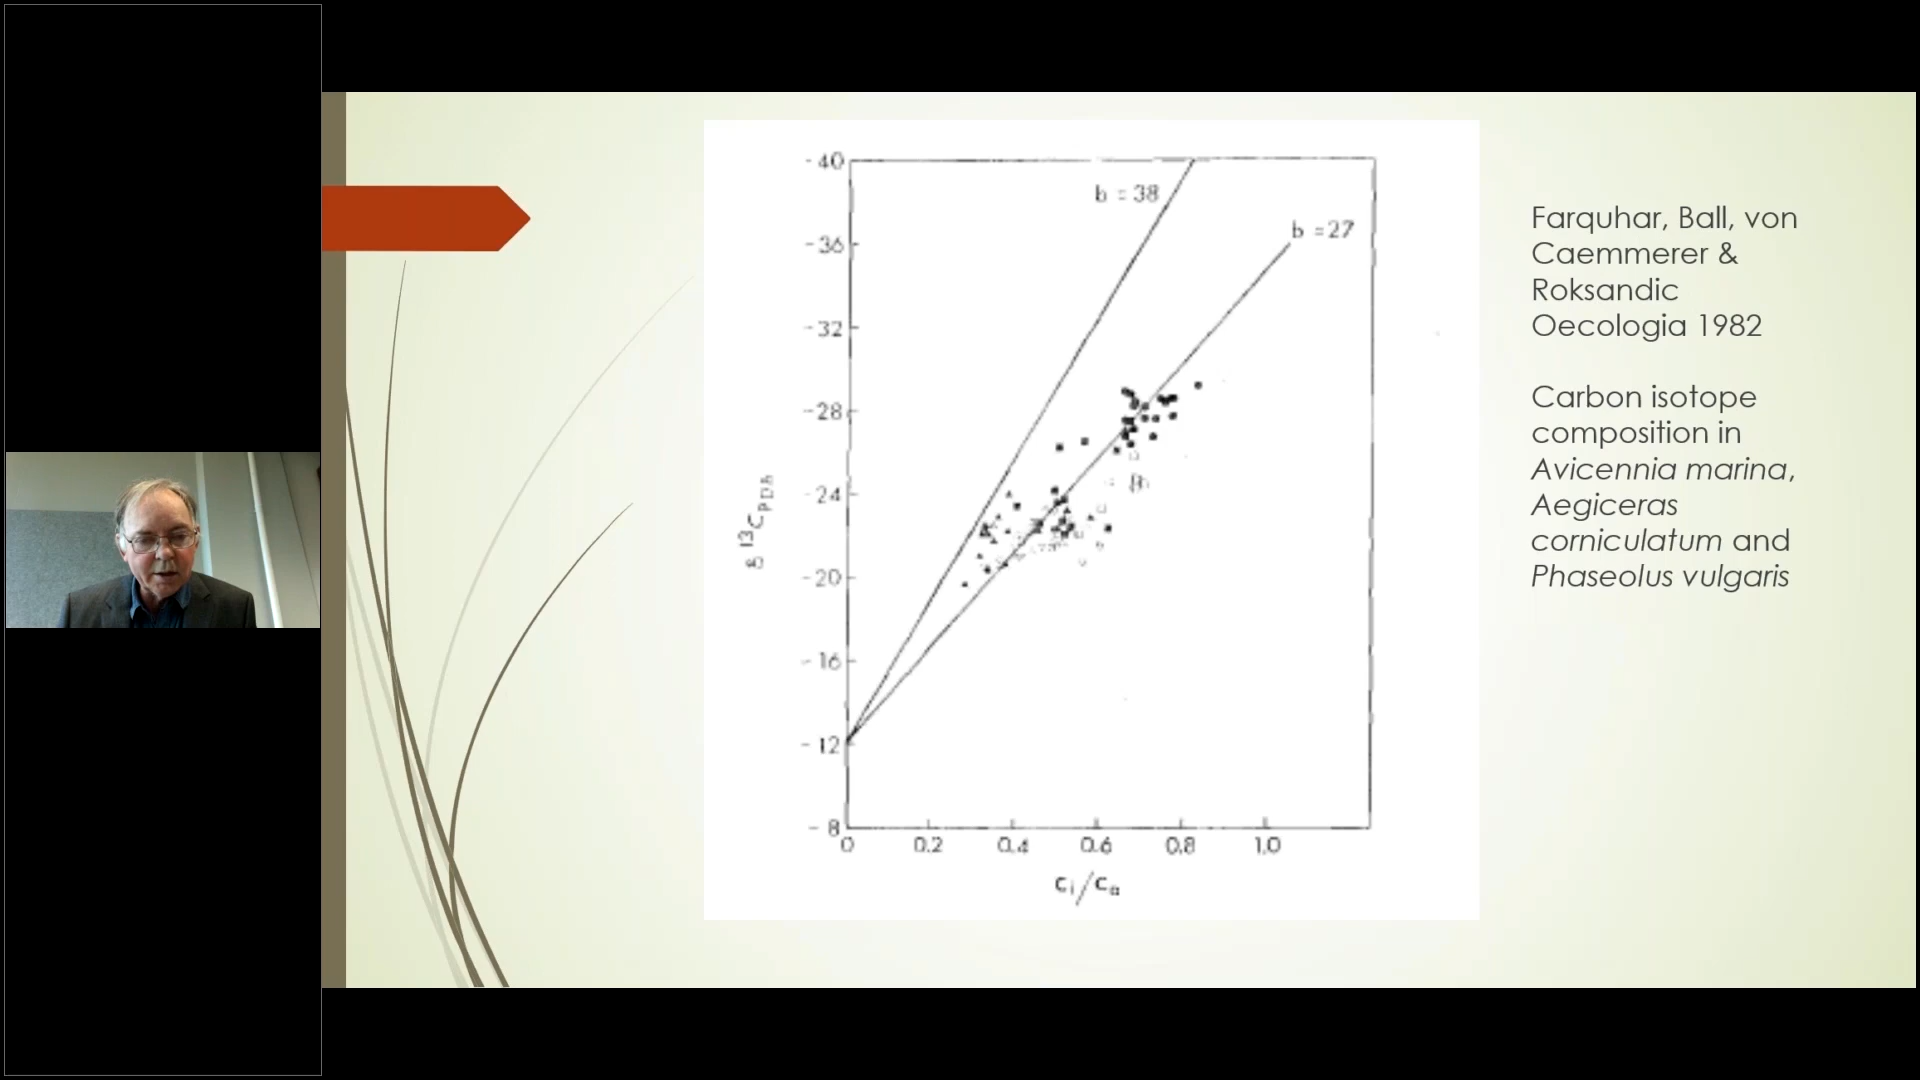 - 40
b = 38
b = 27
- 36
- 32
- 28
- 24
δ 13C PDB
- 20
- 16
- 12
- 8
0 0.2 0.4 0.6 0.8 1.0
ci/ca
Farquhar, Ball, von
Caemmerer &
Roksandic
Oecologia 1982
Carbon isotope
composition in
Avicennia marina,
Aegiceras
corniculatum and
Phaseolus vulgaris